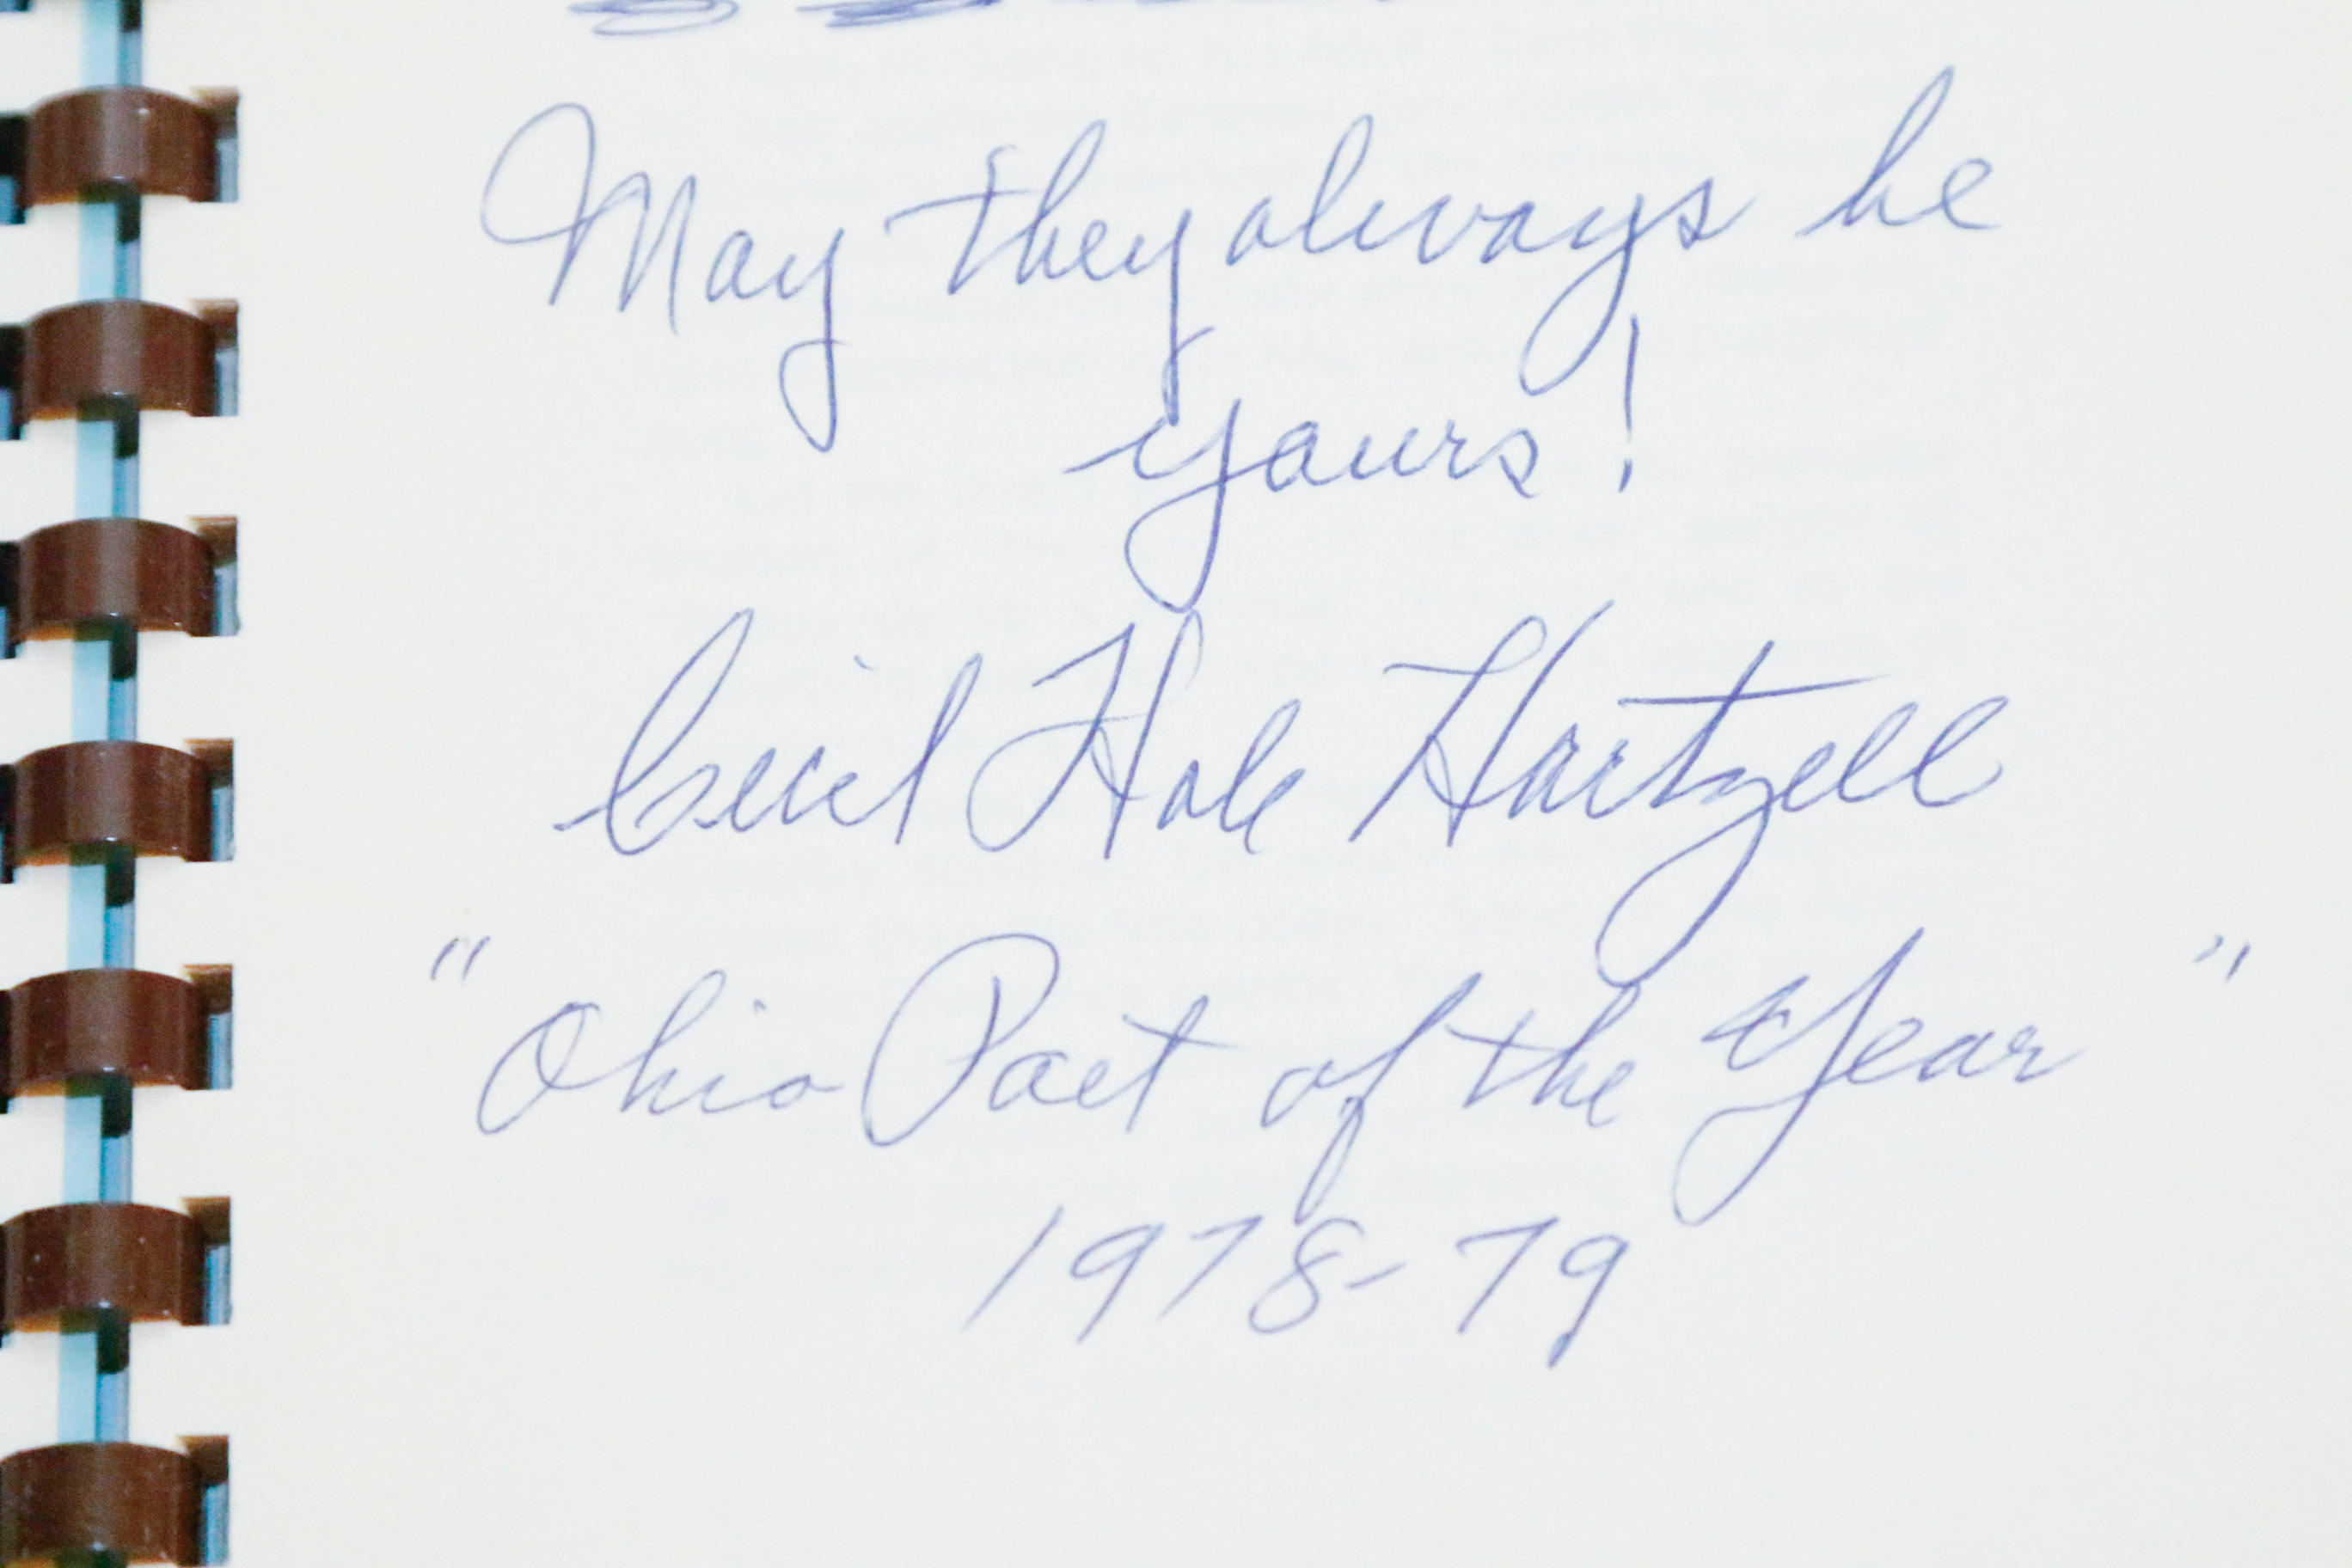 May they always be
yours!
Cecil Hale Hartzell
"Ohio Poet of the Year"
1978-79